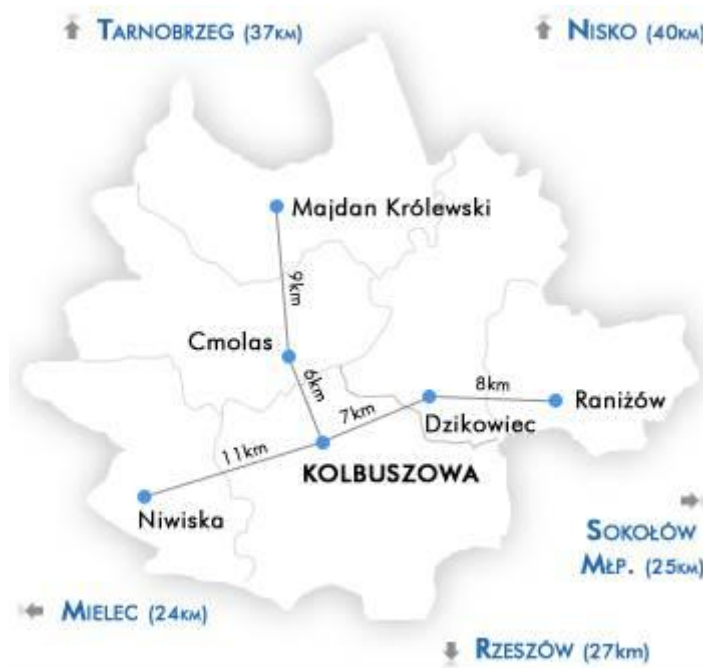 TARNOBRZEG (37KM)
NISKO (40KM)
Majdan Królewski
9km
Cmolas
6km
8km
7km
Raniżów
Dzikowiec
11km
KOLBUSZOWA
Niwiska
SOKOŁÓW
MŁP. (25KM)
MIELEC (24KM)
RZESZÓW (27km)